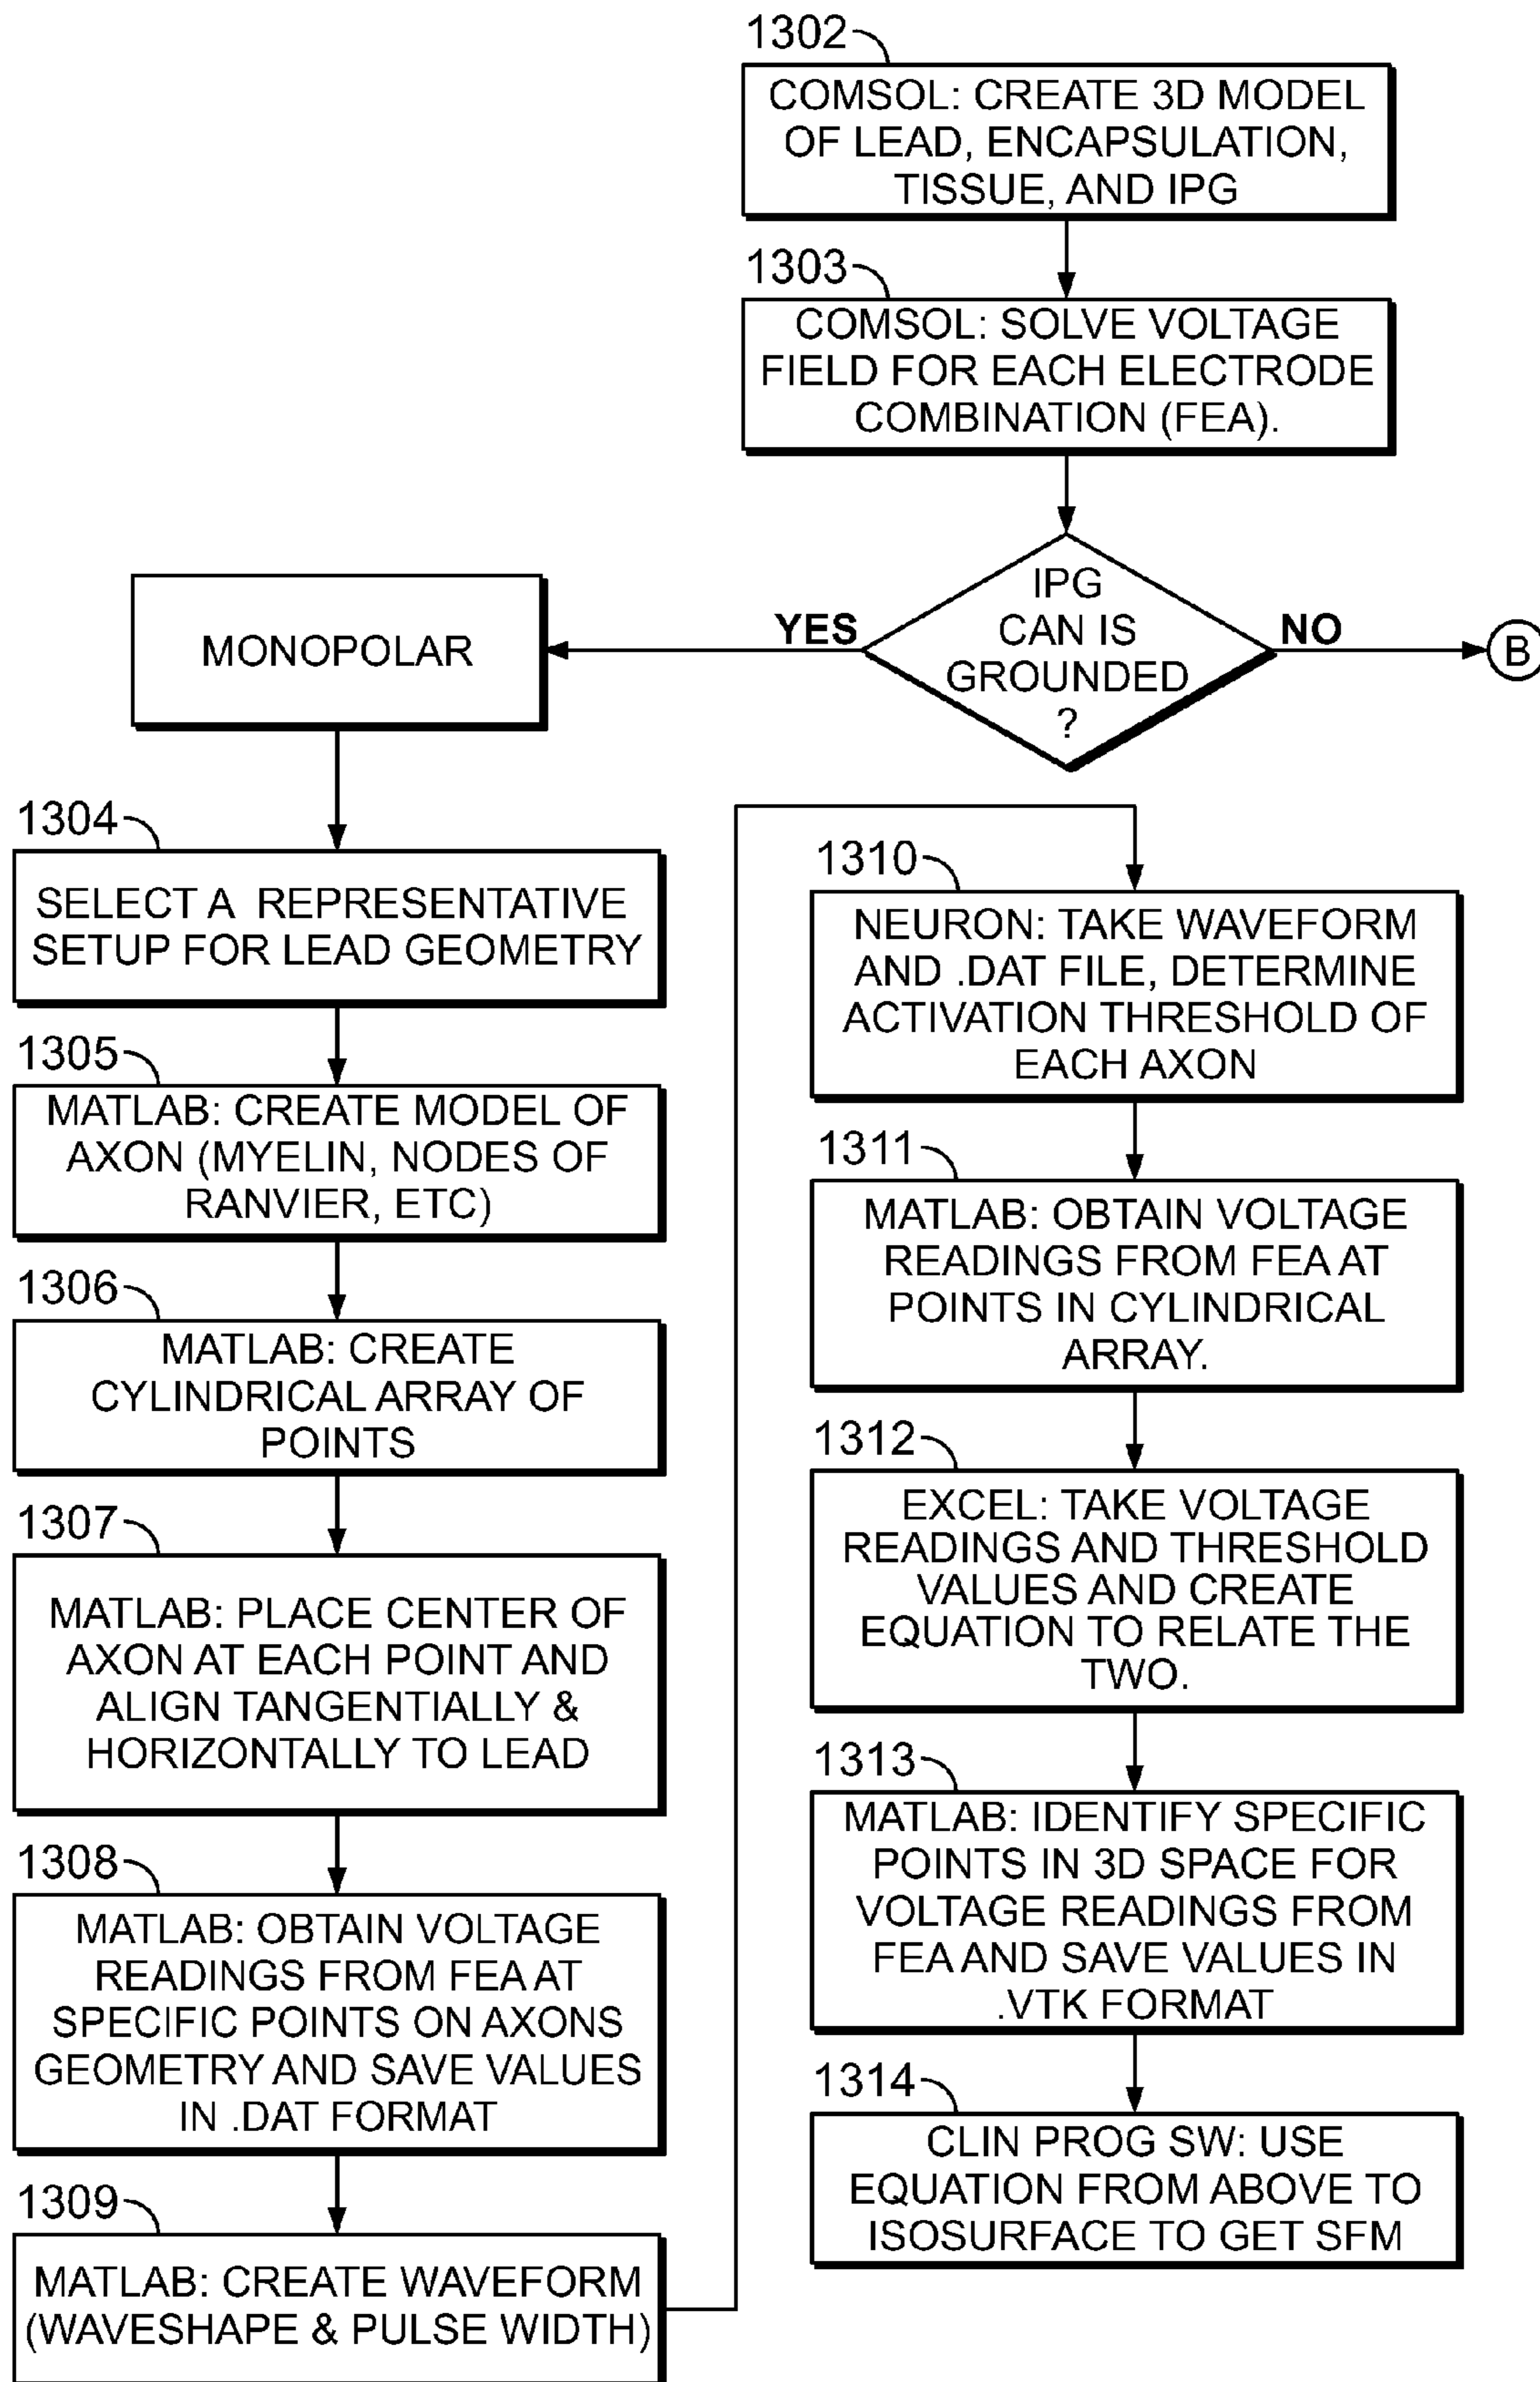 1302
COMSOL: CREATE 3D MODEL
OF LEAD, ENCAPSULATION,
TISSUE, AND IPG
1303
COMSOL: SOLVE VOLTAGE
FIELD FOR EACH ELECTRODE
COMBINATION (FEA).
IPG
CAN IS
GROUNDED
?
YES
NO
B
MONOPOLAR
1304
SELECT A REPRESENTATIVE
SETUP FOR LEAD GEOMETRY
1305
MATLAB: CREATE MODEL OF
AXON (MYELIN, NODES OF
RANVIER, ETC)
1306
MATLAB: CREATE
CYLINDRICAL ARRAY OF
POINTS
1307
MATLAB: PLACE CENTER OF
AXON AT EACH POINT AND
ALIGN TANGENTIALLY &
HORIZONTALLY TO LEAD
1308
MATLAB: OBTAIN VOLTAGE
READINGS FROM FEA AT
SPECIFIC POINTS ON AXONS
GEOMETRY AND SAVE VALUES
IN .DAT FORMAT
1309
MATLAB: CREATE WAVEFORM
(WAVESHAPE & PULSE WIDTH)
1310
NEURON: TAKE WAVEFORM
AND .DAT FILE, DETERMINE
ACTIVATION THRESHOLD OF
EACH AXON
1311
MATLAB: OBTAIN VOLTAGE
READINGS FROM FEA AT
POINTS IN CYLINDRICAL
ARRAY.
1312
EXCEL: TAKE VOLTAGE
READINGS AND THRESHOLD
VALUES AND CREATE
EQUATION TO RELATE THE
TWO.
1313
MATLAB: IDENTIFY SPECIFIC
POINTS IN 3D SPACE FOR
VOLTAGE READINGS FROM
FEA AND SAVE VALUES IN
.VTK FORMAT
1314
CLIN PROG SW: USE
EQUATION FROM ABOVE TO
ISOSURFACE TO GET SFM